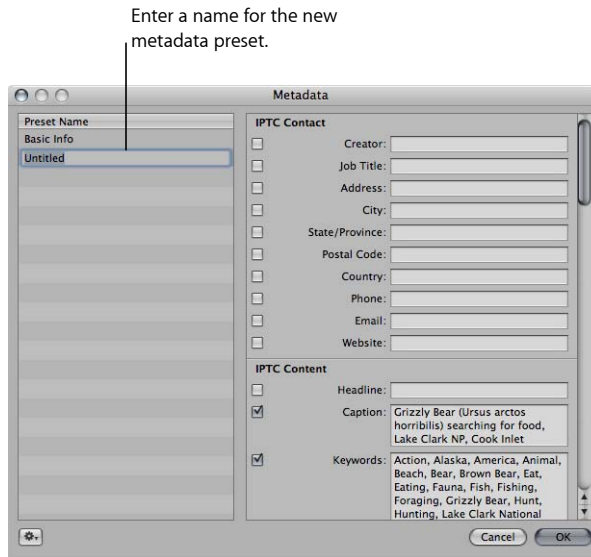 Enter a name for the new
metadata preset.
Metadata
Preset Name
Basic Info
Untitled
IPTC Contact
Creator:
Job Title:
Address:
City:
State/Province:
Postal Code:
Country:
Phone:
Email:
Website:
IPTC Content
Headline:
Caption: Grizzly Bear (Ursus arctos
horribilis) searching for food,
Lake Clark NP, Cook Inlet
Keywords: Action, Alaska, America, Animal,
Beach, Bear, Brown Bear, Eat,
Eating, Fauna, Fish, Fishing,
Foraging, Grizzly Bear, Hunt,
Hunting, Lake Clark National
Cancel OK